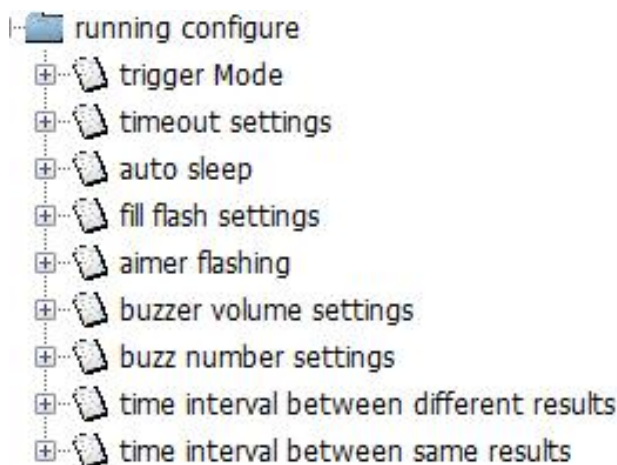 running configure
trigger Mode
timeout settings
auto sleep
fill flash settings
aimer flashing
buzzer volume settings
buzz number settings
time interval between different results
time interval between same results